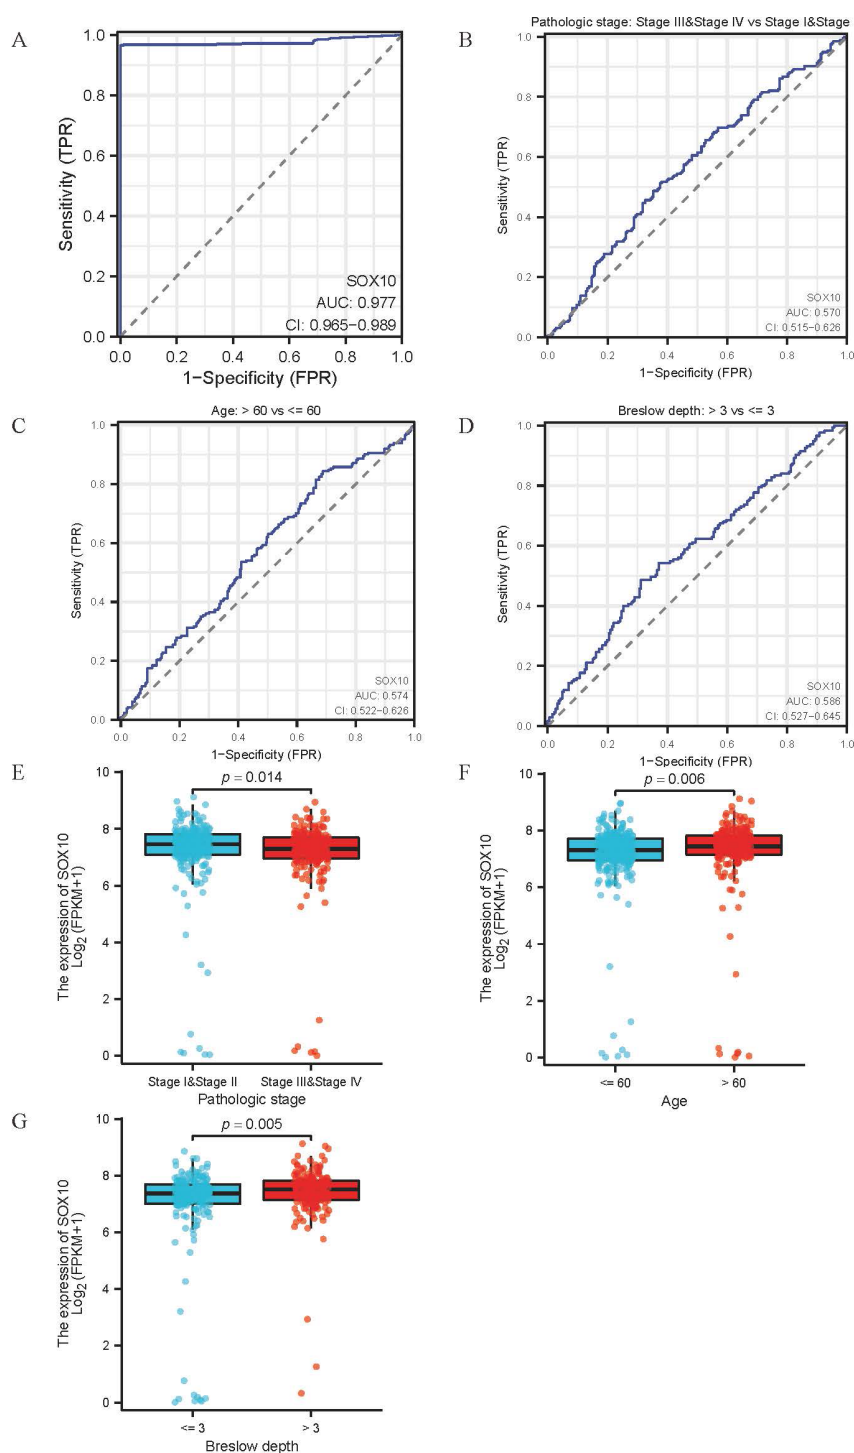 A
1.0
0.8
0.6
0.4
0.2
0.0
Sensitivity (TPR)
SOX10
AUC: 0.977
CI: 0.965−0.989
0.0 0.2 0.4 0.6 0.8 1.0
1−Specificity (FPR)
B
Pathologic stage: Stage III&Stage IV vs Stage I&Stage
1.0
0.8
0.6
0.4
0.2
0.0
Sensitivity (TPR)
SOX10
AUC: 0.570
CI: 0.515−0.626
0.0 0.2 0.4 0.6 0.8 1.0
1−Specificity (FPR)
C
Age: > 60 vs <= 60
1.0
0.8
0.6
0.4
0.2
0.0
Sensitivity (TPR)
SOX10
AUC: 0.574
CI: 0.522−0.626
0.0 0.2 0.4 0.6 0.8 1.0
1−Specificity (FPR)
D
Breslow depth: > 3 vs <= 3
1.0
0.8
0.6
0.4
0.2
0.0
Sensitivity (TPR)
SOX10
AUC: 0.586
CI: 0.527−0.645
0.0 0.2 0.4 0.6 0.8 1.0
1−Specificity (FPR)
E
10
8
6
4
2
0
The expression of SOX10
Log2 (FPKM+1)
p = 0.014
Stage I&Stage II Stage III&Stage IV
Pathologic stage
F
10
8
6
4
2
0
The expression of SOX10
Log2 (FPKM+1)
p = 0.006
<= 60 > 60
Age
G
10
8
6
4
2
0
The expression of SOX10
Log2 (FPKM+1)
p = 0.005
<= 3 > 3
Breslow depth